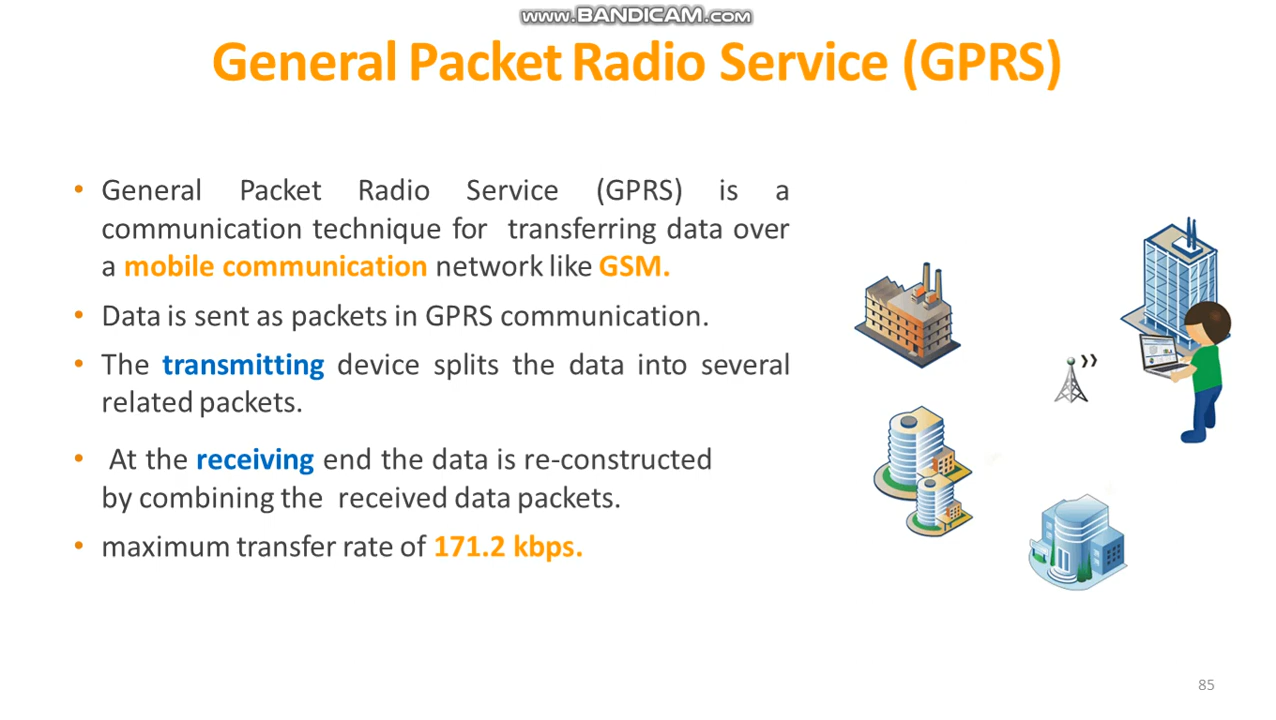 www.BANDICAM.com
General Packet Radio Service (GPRS)
• General Packet Radio Service (GPRS) is a
communication technique for transferring data over
a mobile communication network like GSM.
• Data is sent as packets in GPRS communication.
• The transmitting device splits the data into several
related packets.
• At the receiving end the data is re-constructed
by combining the received data packets.
• maximum transfer rate of 171.2 kbps.
85